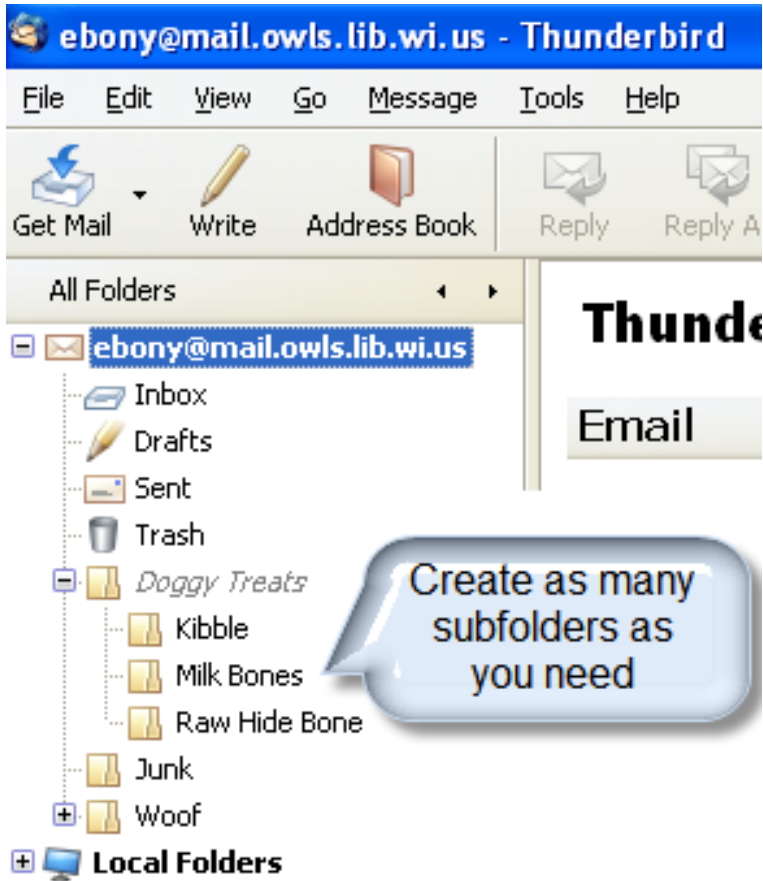 ebony@mail.owls.lib.wi.us - Thunderbird
File Edit View Go Message Tools Help
Get Mail Write Address Book Reply Reply A
All Folders
ebony@mail.owls.lib.wi.us
Inbox
Drafts
Sent
Trash
Doggy Treats
Kibble
Milk Bones
Raw Hide Bone
Junk
Woof
Local Folders
Thunde
Email
Create as many
subfolders as
you need